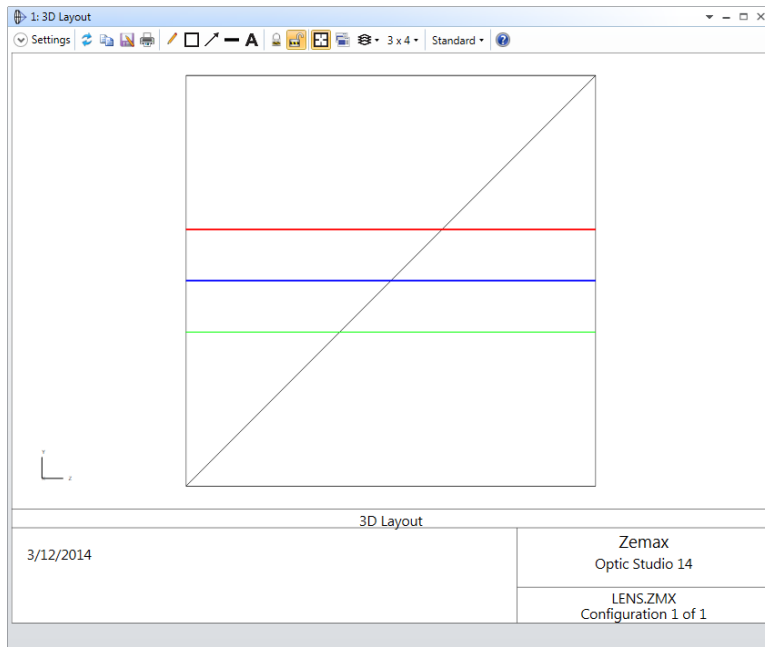 1: 3D Layout
Settings A 3 x 4 Standard ?
Y
Z
3D Layout
3/12/2014
Zemax
Optic Studio 14
LENS.ZMX
Configuration 1 of 1